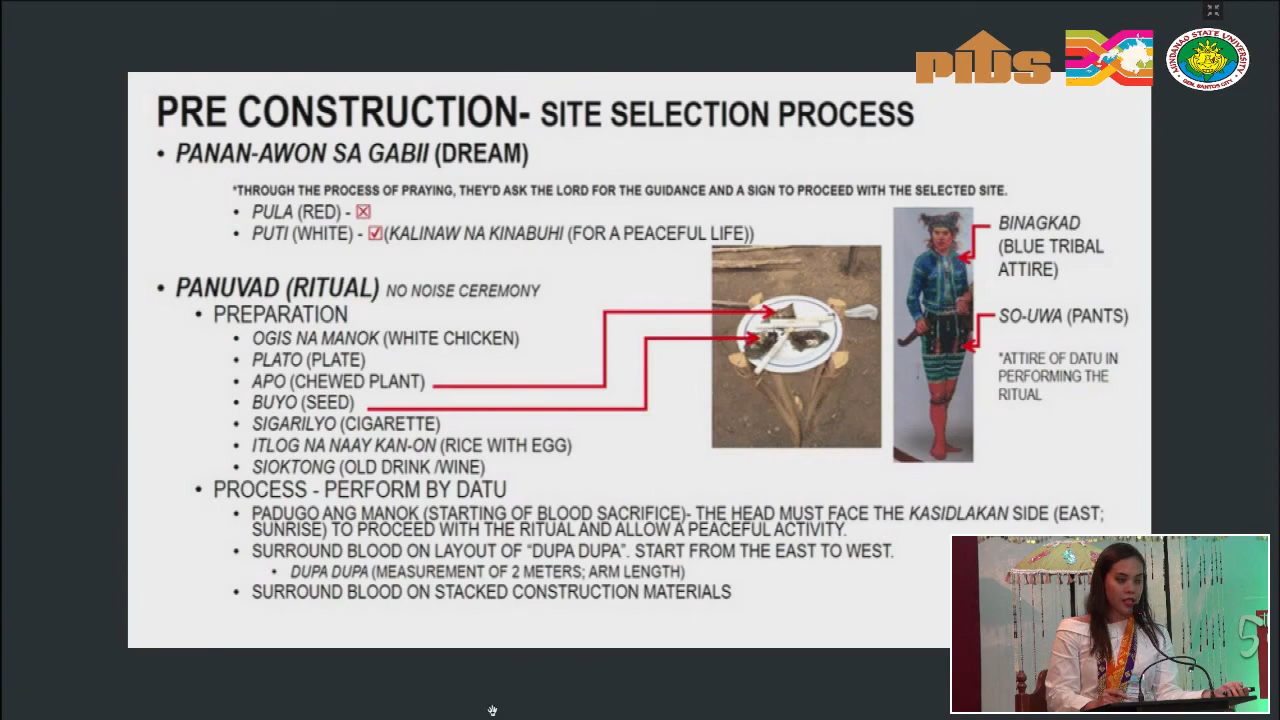 PIDS
MINDANAO STATE UNIVERSITY
GEN. SANTOS CITY
PRE CONSTRUCTION- SITE SELECTION PROCESS
• PANAN-AWON SA GABII (DREAM)
*THROUGH THE PROCESS OF PRAYING, THEY'D ASK THE LORD FOR THE GUIDANCE AND A SIGN TO PROCEED WITH THE SELECTED SITE.
• PULA (RED) - ☒
• PUTI (WHITE) - ☑(KALINAW NA KINABUHI (FOR A PEACEFUL LIFE))
BINAGKAD
(BLUE TRIBAL
ATTIRE)
SO-UWA (PANTS)
*ATTIRE OF DATU IN
PERFORMING THE
RITUAL
• PANUVAD (RITUAL) NO NOISE CEREMONY
• PREPARATION
• OGIS NA MANOK (WHITE CHICKEN)
• PLATO (PLATE)
• APO (CHEWED PLANT)
• BUYO (SEED)
• SIGARILYO (CIGARETTE)
• ITLOG NA NAAY KAN-ON (RICE WITH EGG)
• SIOKTONG (OLD DRINK /WINE)
• PROCESS - PERFORM BY DATU
• PADUGO ANG MANOK (STARTING OF BLOOD SACRIFICE)- THE HEAD MUST FACE THE KASIDLAKAN SIDE (EAST;
SUNRISE) TO PROCEED WITH THE RITUAL AND ALLOW A PEACEFUL ACTIVITY.
• SURROUND BLOOD ON LAYOUT OF “DUPA DUPA”. START FROM THE EAST TO WEST.
• DUPA DUPA (MEASUREMENT OF 2 METERS; ARM LENGTH)
• SURROUND BLOOD ON STACKED CONSTRUCTION MATERIALS
5